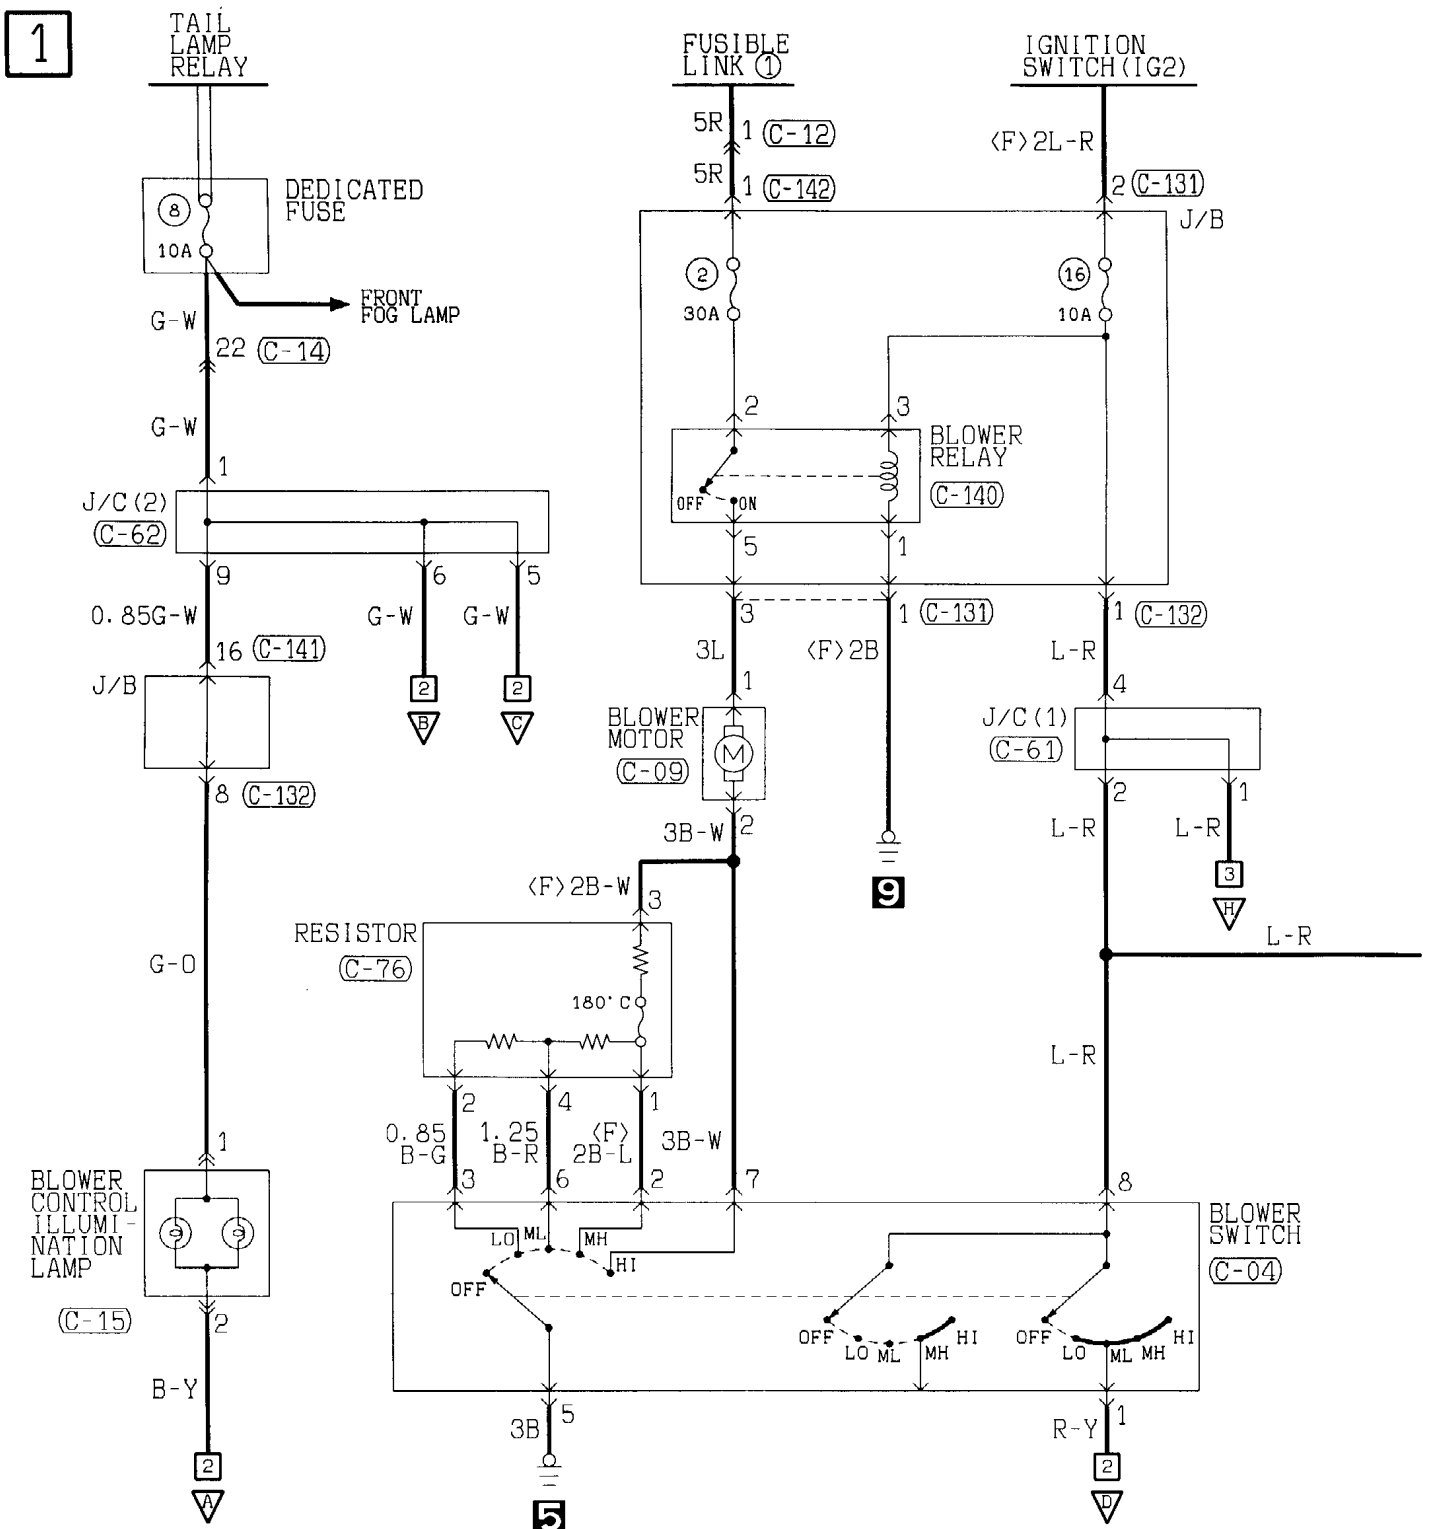 1
TAIL
LAMP
RELAY
FUSIBLE
LINK ①
IGNITION
SWITCH(IG2)
5R
1 (C-12)
5R
1 (C-142)
<F>2L-R
2 (C-131)
J/B
8
10A
DEDICATED
FUSE
FRONT
FOG LAMP
G-W
22 (C-14)
G-W
1
2
30A
16
10A
2
3
BLOWER
RELAY
C-140
OFF
ON
5
1
J/C(2)
C-62
9
6
5
0.85G-W
G-W
G-W
16 (C-141)
J/B
2
B
2
C
8 (C-132)
3
1 (C-131)
1 (C-132)
3L
<F>2B
L-R
1
4
BLOWER
MOTOR
C-09
M
J/C(1)
C-61
2
3B-W
9
2
1
L-R
L-R
3
H
L-R
<F>2B-W
3
RESISTOR
C-76
180°C
G-O
L-R
2
4
1
0.85
B-G
1.25
B-R
<F>
2B-L
3B-W
3
6
2
7
8
1
BLOWER
CONTROL
ILLUMI-
NATION
LAMP
C-15
2
B-Y
2
A
BLOWER
SWITCH
C-04
LO
ML
MH
HI
OFF
OFF
LO
ML
MH
HI
OFF
LO
ML
MH
HI
5
3B
5
1
R-Y
2
D